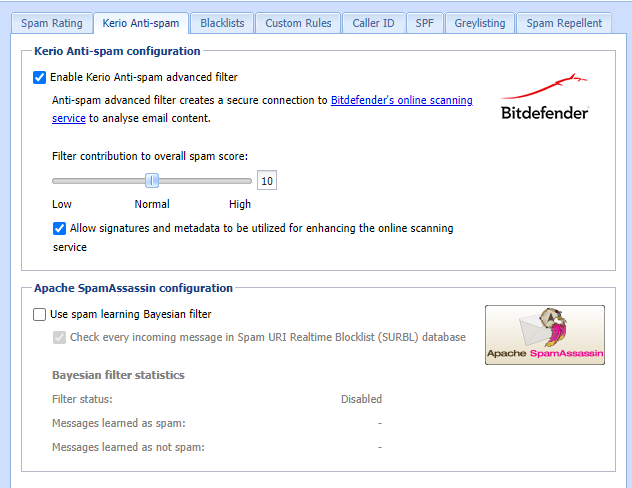 Spam Rating Kerio Anti-spam Blacklists Custom Rules Caller ID SPF Greylisting Spam Repellent
Kerio Anti-spam configuration
Enable Kerio Anti-spam advanced filter
Anti-spam advanced filter creates a secure connection to Bitdefender's online scanning
service to analyse email content.
Bitdefender
Filter contribution to overall spam score:
10
Low Normal High
Allow signatures and metadata to be utilized for enhancing the online scanning
service
Apache SpamAssassin configuration
Use spam learning Bayesian filter
Check every incoming message in Spam URI Realtime Blocklist (SURBL) database
Apache SpamAssassin
Bayesian filter statistics
Filter status: Disabled
Messages learned as spam: -
Messages learned as not spam: -